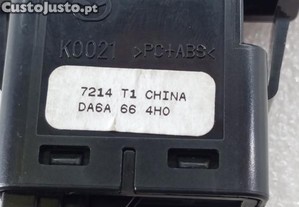 CustoJusto.pt
K0021 >PC+ABS<
7214 T1 CHINA
DA6A 66 4H0